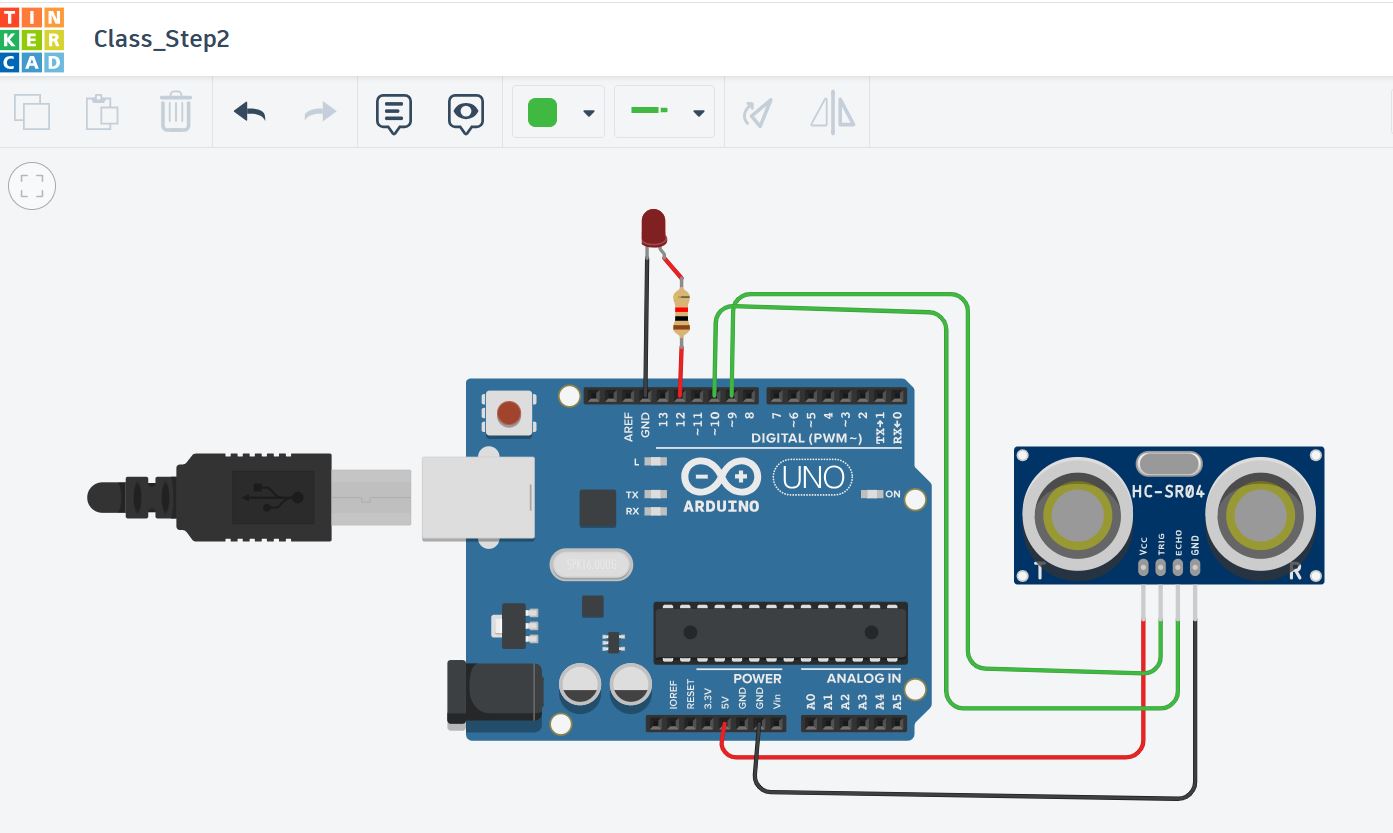 TIN
KER
CAD
Class_Step2
AREF
GND
13
12
~11
~10
~9
8
7
~6
~5
4
~3
2
TX→1
RX←0
DIGITAL (PWM~)
L
TX
RX
UNO
ON
ARDUINO
SPK16.000G
HC-SR04
Vcc
TRIG
ECHO
GND
T
R
POWER
ANALOG IN
IOREF
RESET
3.3V
5V
GND
GND
Vin
A0
A1
A2
A3
A4
A5